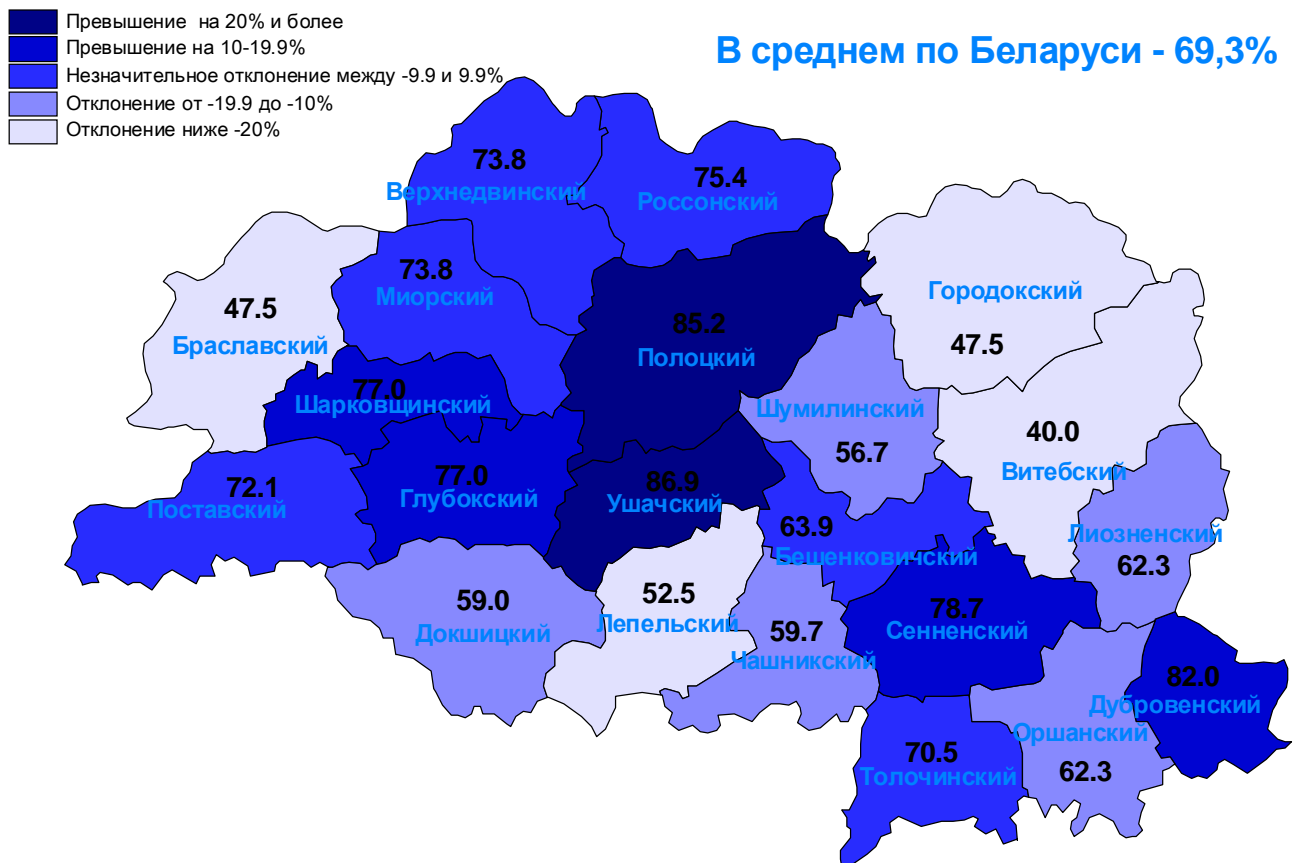 Превышение на 20% и более
Превышение на 10-19.9%
Незначительное отклонение между -9.9 и 9.9%
Отклонение от -19.9 до -10%
Отклонение ниже -20%
В среднем по Беларуси - 69,3%
73.8
Верхнедвинский
75.4
Россонский
73.8
Миорский
47.5
Браславский
Городокский
47.5
85.2
Полоцкий
77.0
Шарковщинский
Шумилинский
56.7
40.0
Витебский
72.1
Поставский
77.0
Глубокский
86.9
Ушачский
63.9
Бешенковичский
Лиозненский
62.3
59.0
Докшицкий
52.5
Лепельский
59.7
Чашникский
78.7
Сенненский
82.0
Дубровенский
Оршанский
62.3
70.5
Толочинский